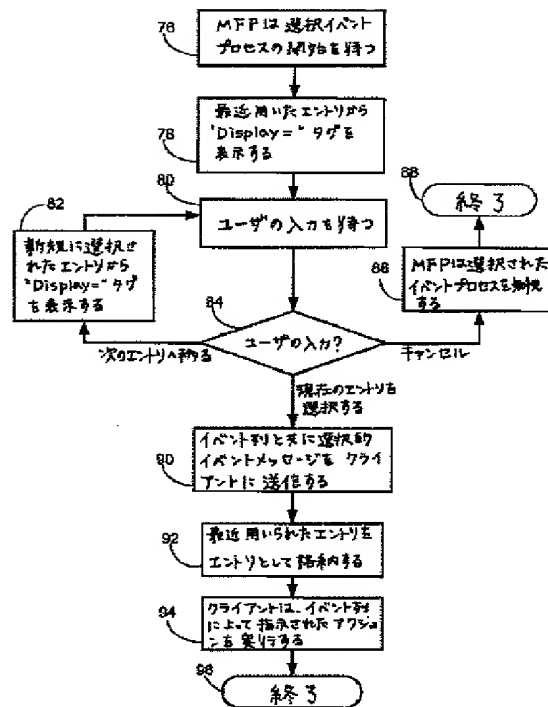 76
MFPは選択イベント
プロセスの開始を待つ
78
最近用いたエントリから
"Display=" タグを
表示する
80
ユーザの入力を待つ
82
新規に選択さ
れたエントリから
"Display="タグ
を表示する
88
終了
86
MFPは選択された
イベントプロセスを
する
84
ユーザの入力?
次のエントリへ移る
キャンセル
現在のエントリを
選択する
90
イベント列と共に選択的
イベントメッセージを クライ
アントに 送信する
92
最近用いられたエントリを
エントリとして格納する
94
クライアントは、イベント列
によって指示されたアクショ
ンを実行する
96
終了